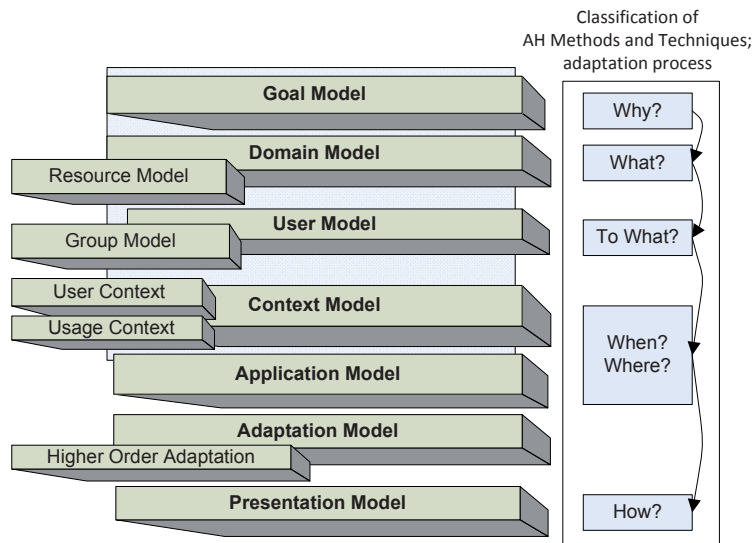 Classification of
AH Methods and Techniques;
adaptation process
Goal Model
Why?
Domain Model
What?
Resource Model
User Model
To What?
Group Model
User Context
Context Model
Usage Context
When?
Where?
Application Model
Adaptation Model
Higher Order Adaptation
Presentation Model
How?